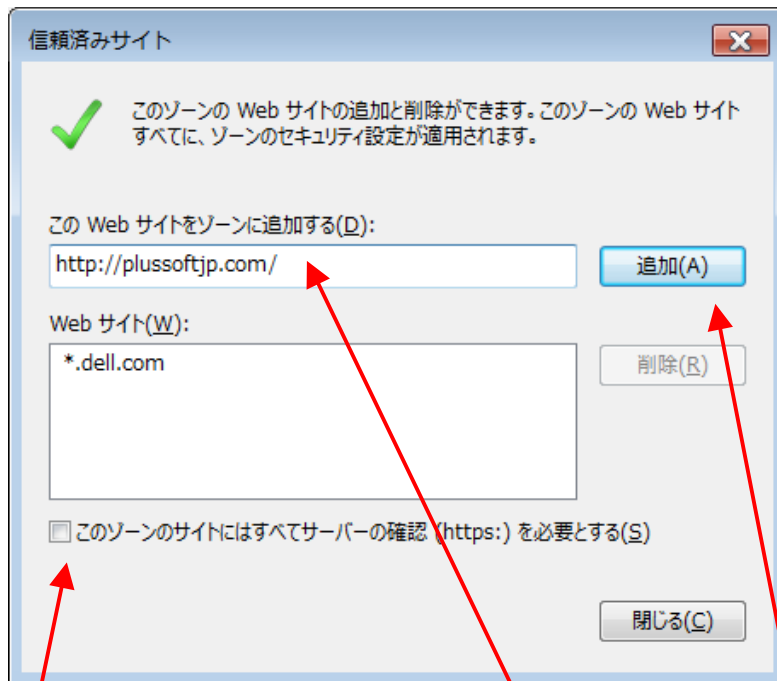 信頼済みサイト
このゾーンの Web サイトの追加と削除ができます。このゾーンの Web サイト
すべてに、ゾーンのセキュリティ設定が適用されます。
この Web サイトをゾーンに追加する(D):
http://plussoftjp.com/
追加(A)
Web サイト(W):
*.dell.com
削除(R)
このゾーンのサイトにはすべてサーバーの確認 (https:) を必要とする(S)
閉じる(C)